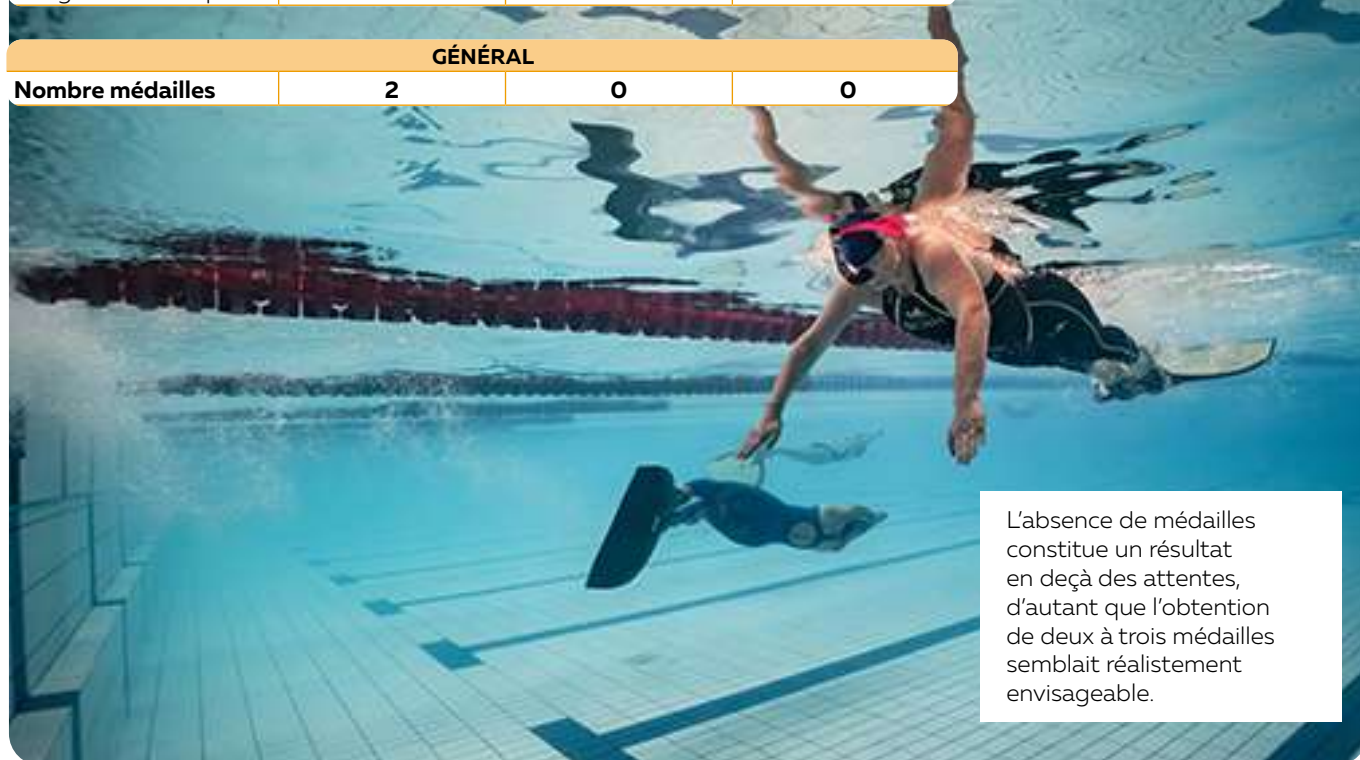 GÉNÉRAL
Nombre médailles 2 0 0
L'absence de médailles
constitue un résultat
en deçà des attentes,
d'autant que l'obtention
de deux à trois médailles
semblait réalistement
envisageable.